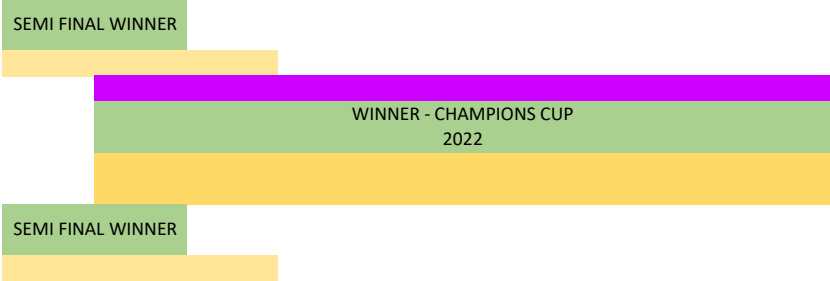 SEMI FINAL WINNER
WINNER - CHAMPIONS CUP
2022
SEMI FINAL WINNER